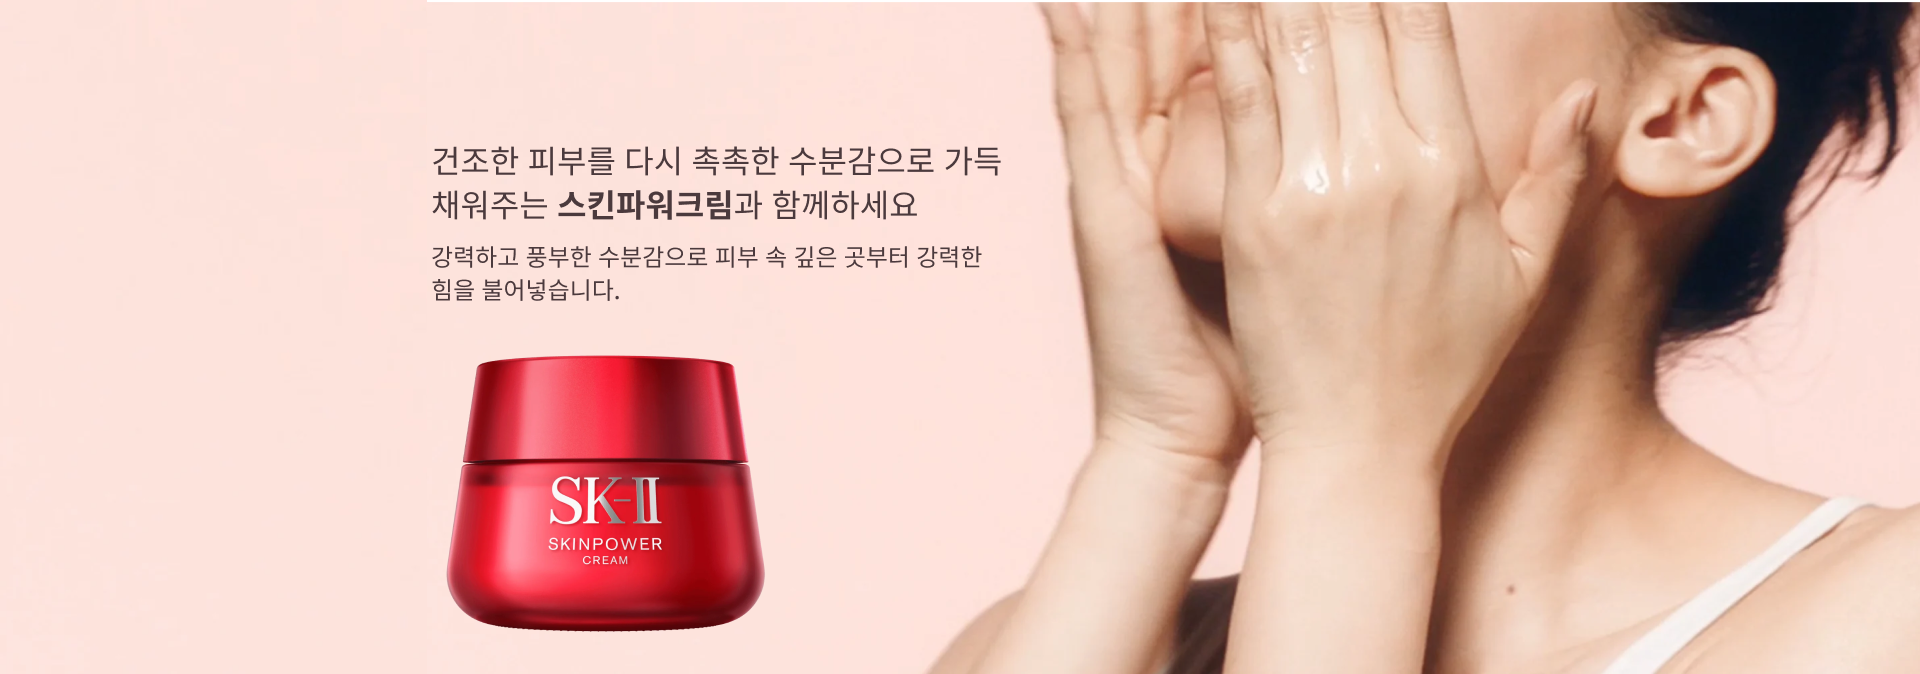 건조한 피부를 다시 촉촉한 수분감으로 가득
채워주는 스킨파워크림과 함께하세요
강력하고 풍부한 수분감으로 피부 속 깊은 곳부터 강력한
힘을 불어넣습니다.
SK-II
SKINPOWER
CREAM